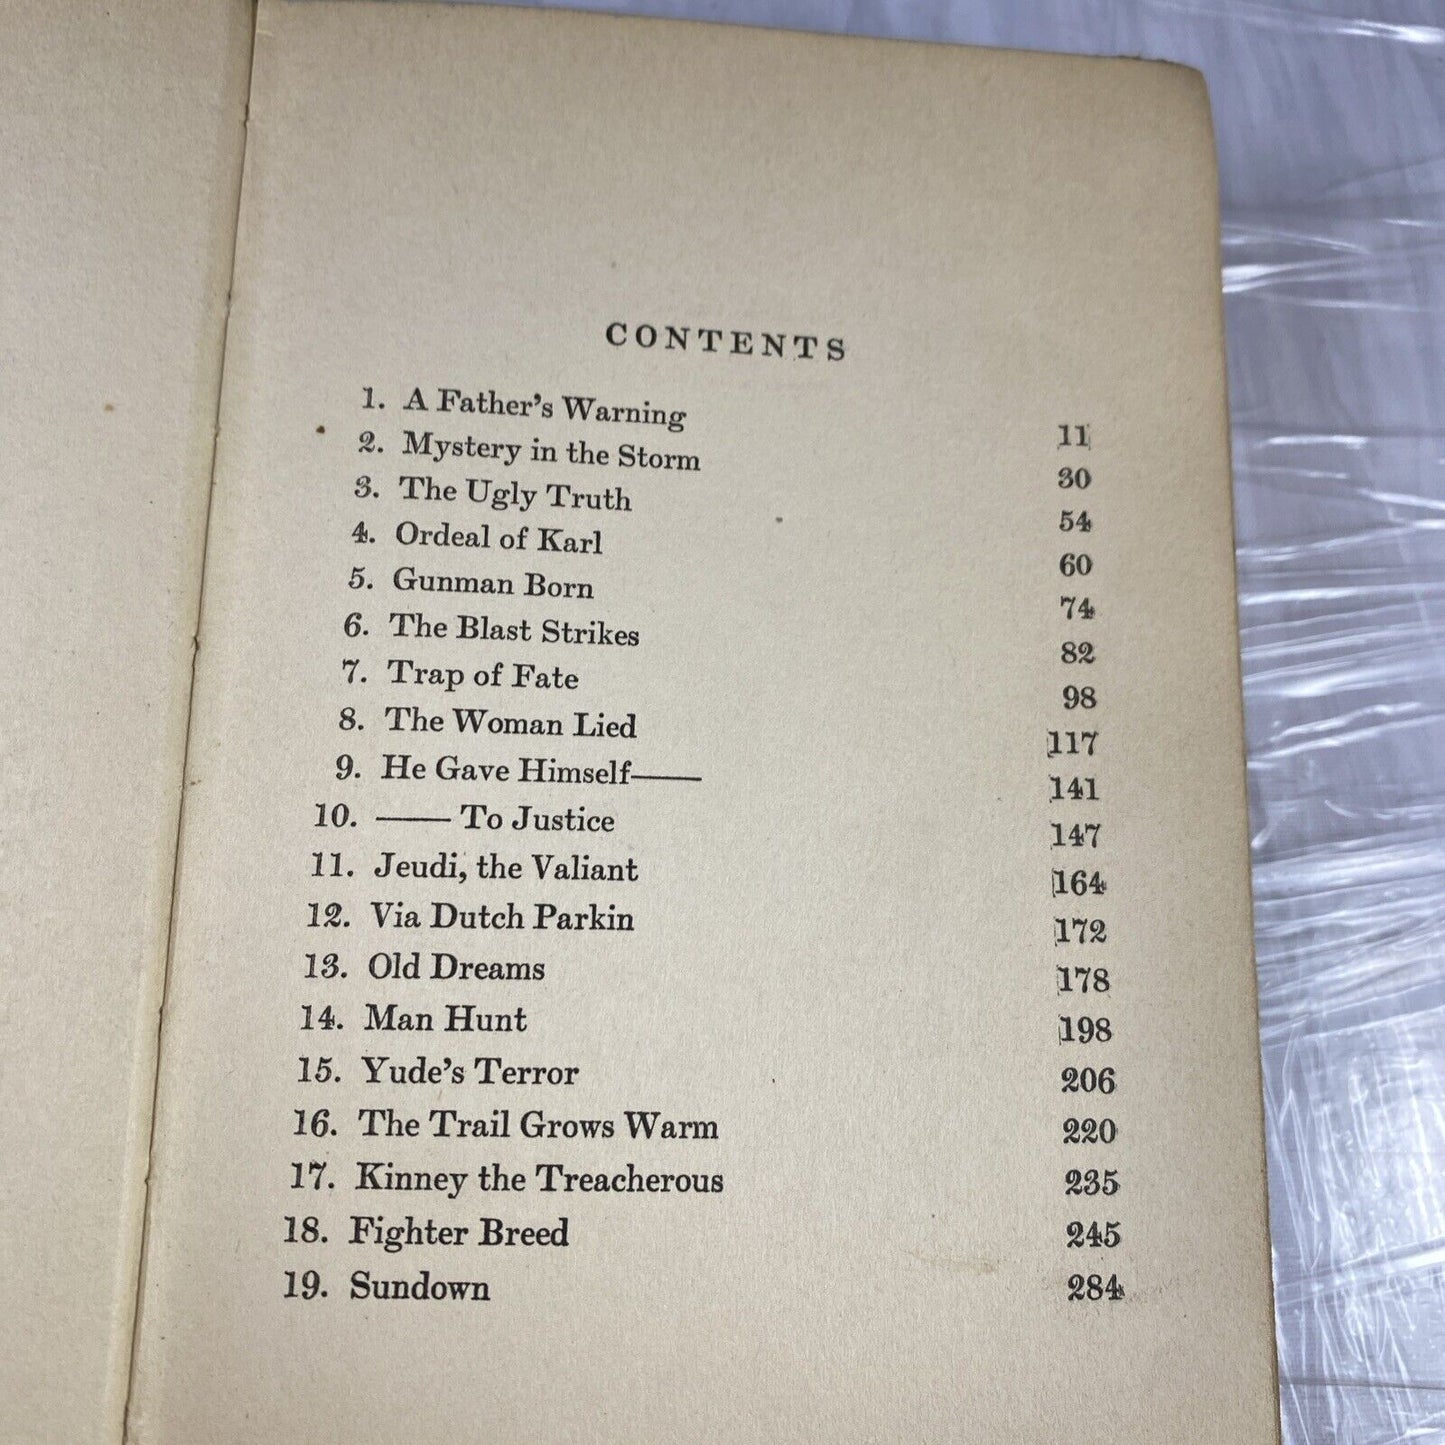 CONTENTS
1. A Father's Warning 11
2. Mystery in the Storm 30
3. The Ugly Truth 54
4. Ordeal of Karl 60
5. Gunman Born 74
6. The Blast Strikes 82
7. Trap of Fate 98
8. The Woman Lied 117
9. He Gave Himself—— 141
10. —— To Justice 147
11. Jeudi, the Valiant 164
12. Via Dutch Parkin 172
13. Old Dreams 178
14. Man Hunt 198
15. Yude's Terror 206
16. The Trail Grows Warm 220
17. Kinney the Treacherous 235
18. Fighter Breed 245
19. Sundown 284